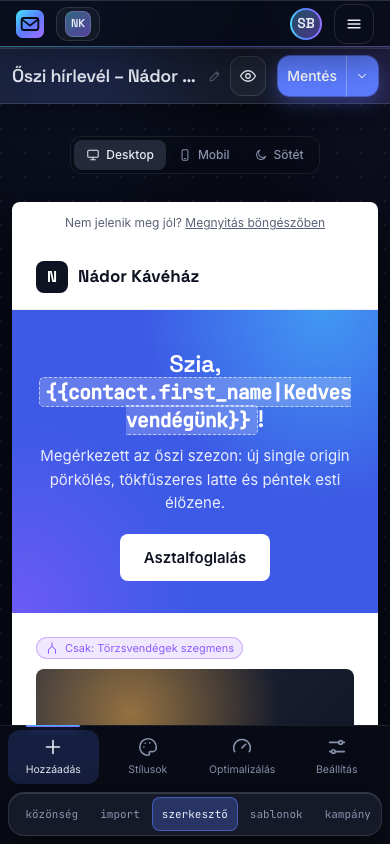 NK
SB
Őszi hírlevél – Nádor ...
Mentés
Desktop
Mobil
Sötét
Nem jelenik meg jól? Megnyitás böngészőben
N
Nádor Kávéház
Szia,
{{contact.first_name|Kedves
vendégünk}}!
Megérkezett az őszi szezon: új single origin
pörkölés, tökfűszeres latte és péntek esti
előzene.
Asztalfoglalás
Csak: Törzsvendégek szegmens
Hozzáadás
Stílusok
Optimalizálás
Beállítás
közönség
import
szerkesztő
sablonok
kampány